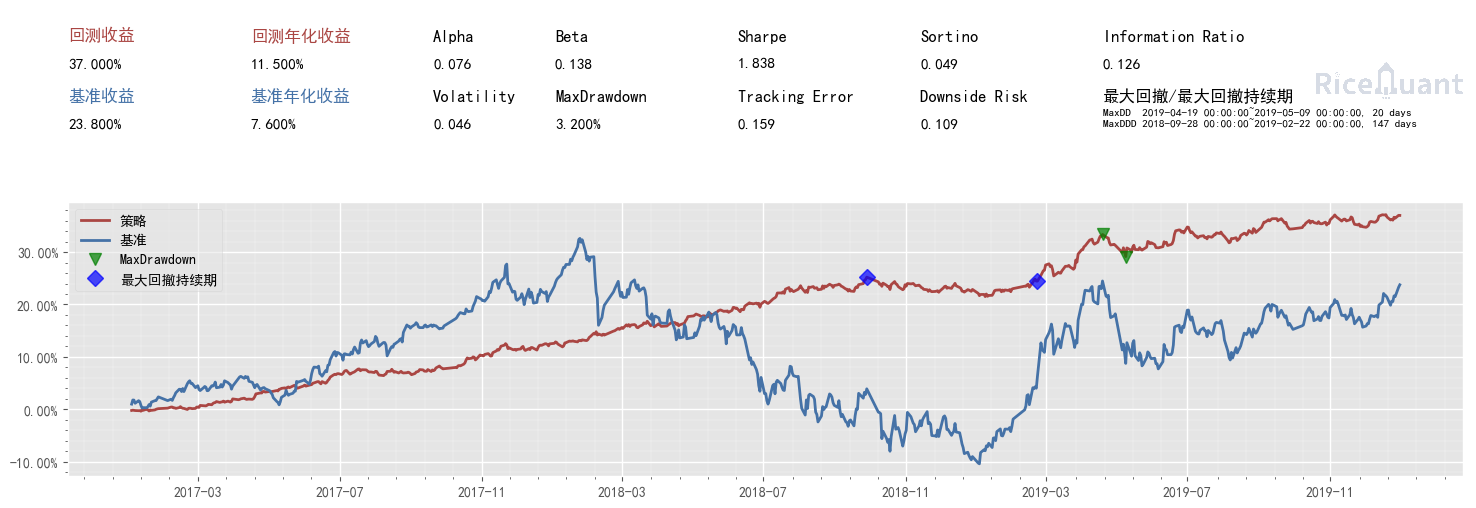 回测收益 回测年化收益 Alpha Beta Sharpe Sortino Information Ratio
37.000% 11.500% 0.076 0.138 1.838 0.049 0.126
RiceQuant
基准收益 基准年化收益 Volatility MaxDrawdown Tracking Error Downside Risk 最大回撤/最大回撤持续期
MaxDD 2019-04-19 00:00:00~2019-05-09 00:00:00, 20 days
23.800% 7.600% 0.046 3.200% 0.159 0.109 MaxDDD 2018-09-28 00:00:00~2019-02-22 00:00:00, 147 days
策略
基准
MaxDrawdown
最大回撤持续期
30.00%
20.00%
10.00%
0.00%
−10.00%
2017-03 2017-07 2017-11 2018-03 2018-07 2018-11 2019-03 2019-07 2019-11